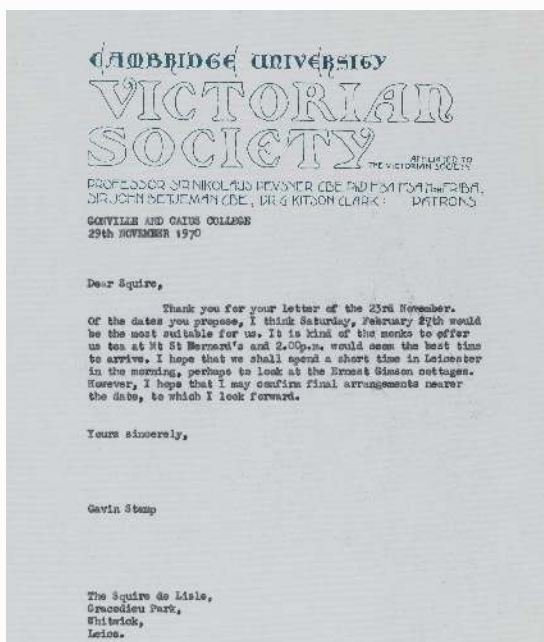 CAMBRIDGE UNIVERSITY
VICTORIAN
SOCIETY
AFFILIATED TO
THE VICTORIAN SOCIETY
PROFESSOR SIR NIKOLAUS PEVSNER CBE PhD FBA FSA Hon FRIBA,
SIR JOHN BETJEMAN CBE, DR G KITSON CLARK: PATRONS
GONVILLE AND CAIUS COLLEGE
29th NOVEMBER 1970
Dear Squire,
Thank you for your letter of the 23rd November.
Of the dates you propose, I think Saturday, February 27th would
be the most suitable for us. It is kind of the monks to offer
us tea at Mt St Bernard's and 2.00p.m. would seem the best time
to arrive. I hope that we shall spend a short time in Leicester
in the morning, perhaps to look at the Ernest Gimson cottages.
However, I hope that I may confirm final arrangements nearer
the date, to which I look forward.
Yours sincerely,
Gavin Stamp
The Squire de Lisle,
Gracedieu Park,
Whitwick,
Leics.